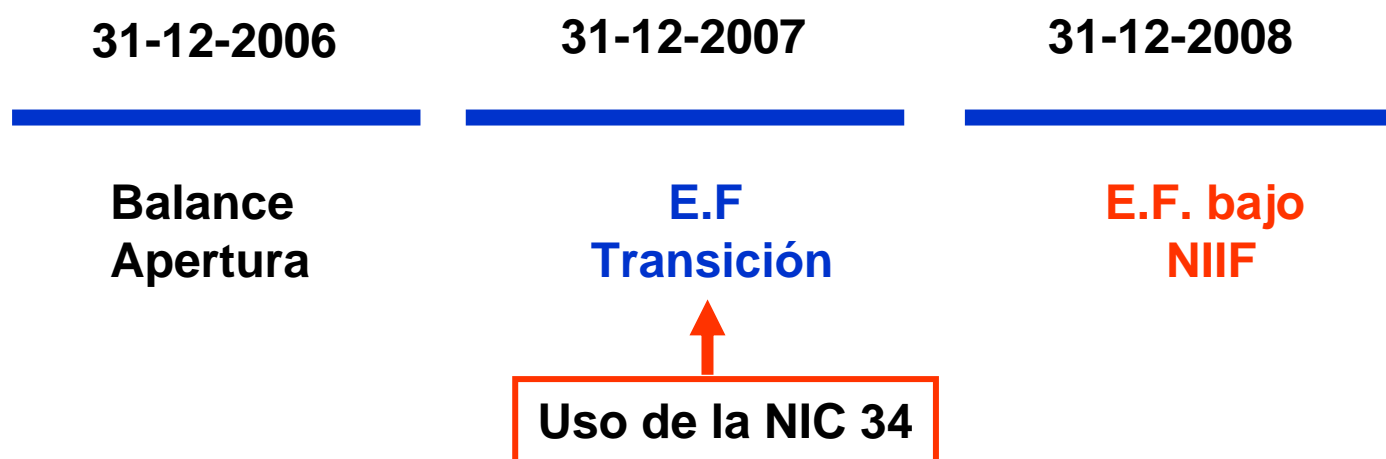 31-12-2006
31-12-2007
31-12-2008
Balance
Apertura
E.F
Transición
E.F. bajo
NIIF
Uso de la NIC 34